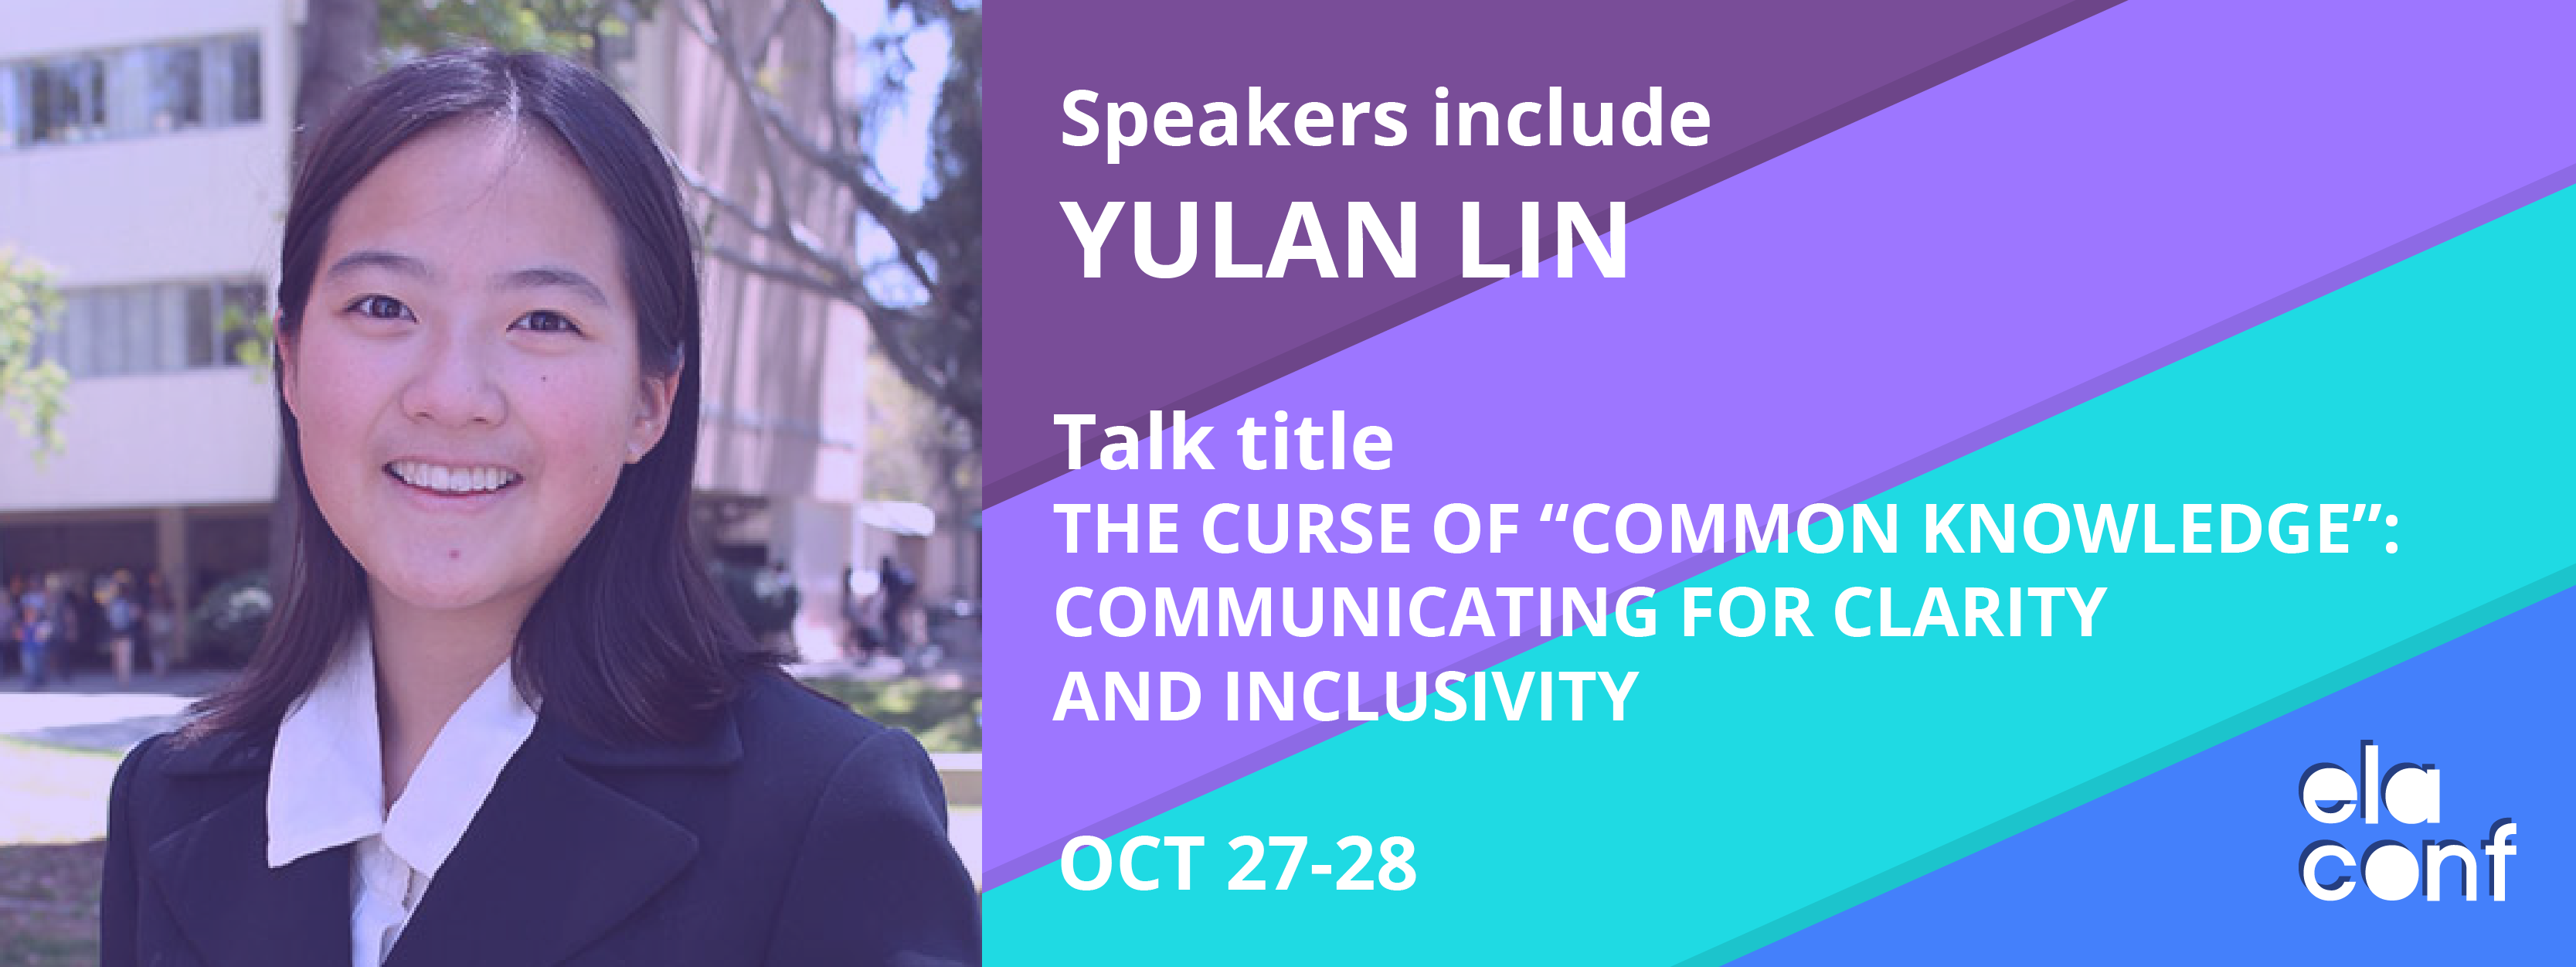 Speakers include
YULAN LIN
Talk title
THE CURSE OF “COMMON KNOWLEDGE”:
COMMUNICATING FOR CLARITY
AND INCLUSIVITY
OCT 27-28
ela
conf